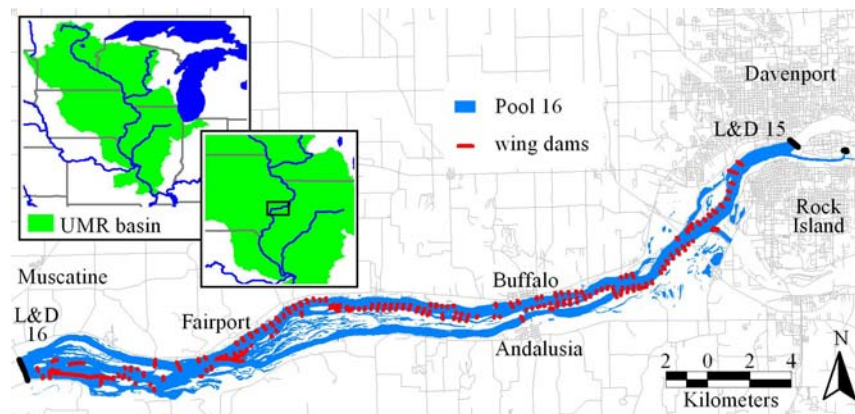 UMR basin
Pool 16
wing dams
Davenport
L&D 15
Rock
Island
Muscatine
L&D
16
Fairport
Buffalo
Andalusia
2 0 2 4
Kilometers
N